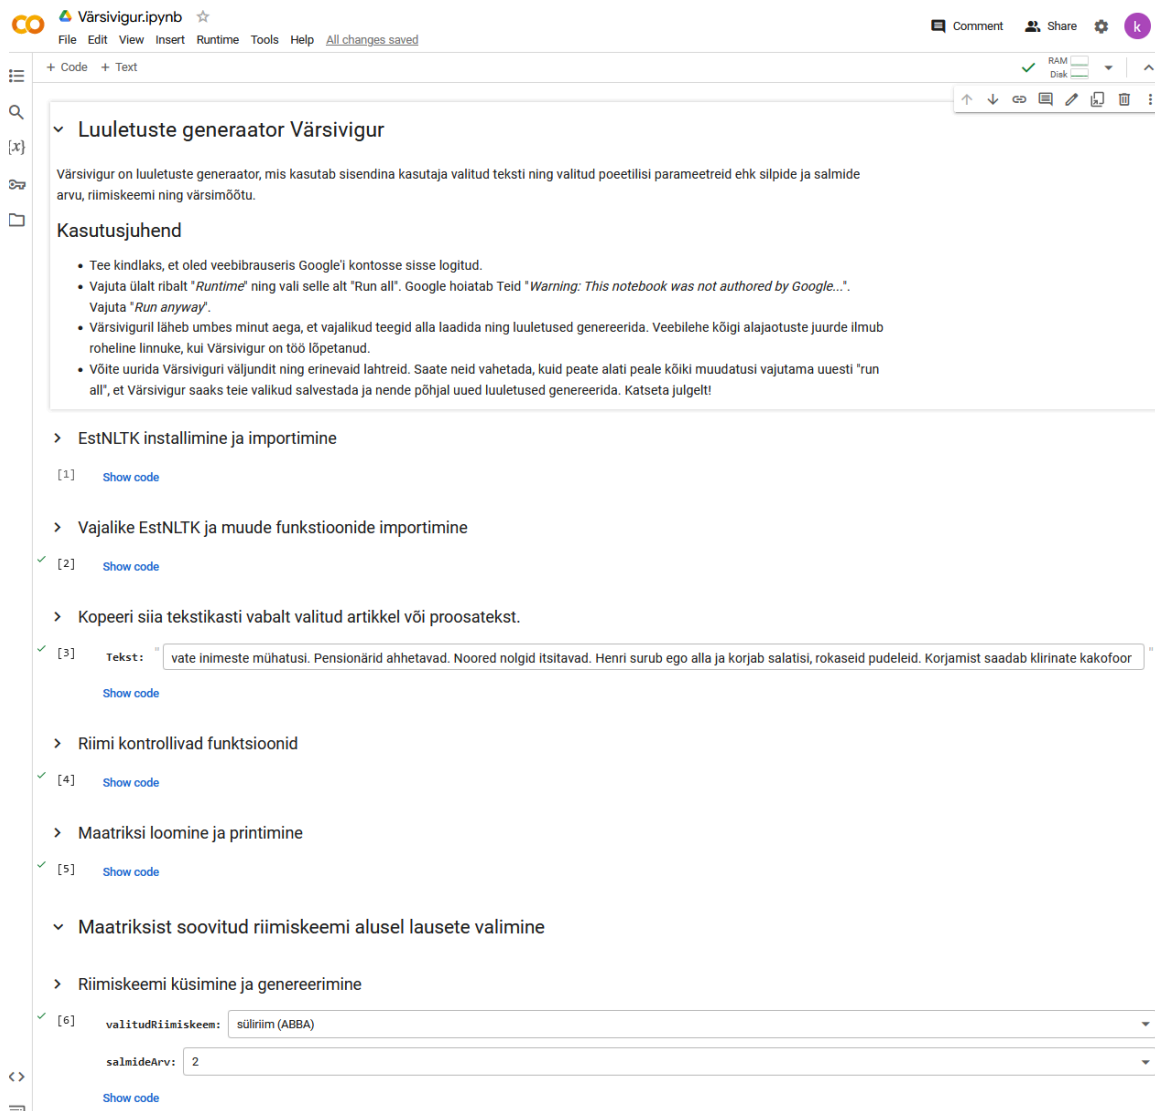 Värsivigur.ipynb
File Edit View Insert Runtime Tools Help All changes saved
Comment Share k
+ Code + Text
RAM
Disk
Luuletuste generaator Värsivigur
Värsivigur on luuletuste generaator, mis kasutab sisendina kasutaja valitud teksti ning valitud poeetilisi parameetreid ehk silpide ja salmide
arvu, riimiskeemi ning värsimõõtu.
Kasutusjuhend
• Tee kindlaks, et oled veebibrauseris Google'i kontosse sisse logitud.
• Vajuta ülalt ribalt "Runtime" ning vali selle alt "Run all". Google hoiatab Teid "Warning: This notebook was not authored by Google...".
Vajuta "Run anyway".
• Värsiviguril läheb umbes minut aega, et vajalikud teegid alla laadida ning luuletused genereerida. Veebilehe kõigi alajaotuste juurde ilmub
roheline linnuke, kui Värsivigur on töö lõpetanud.
• Võite uurida Värsiviguri väljundit ning erinevaid lahtreid. Saate neid vahetada, kuid peate alati peale kõiki muudatusi vajutama uuesti "run
all", et Värsivigur saaks teie valikud salvestada ja nende põhjal uued luuletused genereerida. Katseta julgelt!
EstNLTK installimine ja importimine
[1] Show code
Vajalike EstNLTK ja muude funkstioonide importimine
[2] Show code
Kopeeri siia tekstikasti vabalt valitud artikkel või proosatekst.
[3] Tekst: " vate inimeste mühatusi. Pensionärid ahhetavad. Noored nolgid itsitavad. Henri surub ego alla ja korjab salatisi, rokaseid pudeleid. Korjamist saadab klirinate kakofoor "
Show code
Riimi kontrollivad funktsioonid
[4] Show code
Maatriksi loomine ja printimine
[5] Show code
Maatriksist soovitud riimiskeemi alusel lausete valimine
Riimiskeemi küsimine ja genereerimine
[6] valitudRiimiskeem: süliriim (ABBA)
salmideArv: 2
Show code